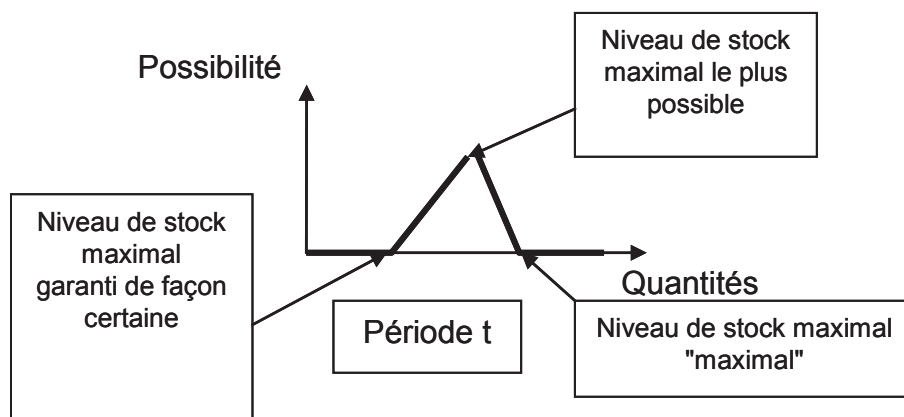 Possibilité
Niveau de stock
maximal le plus
possible
Niveau de stock
maximal
garanti de façon
certaine
Quantités
Période t
Niveau de stock maximal
"maximal"